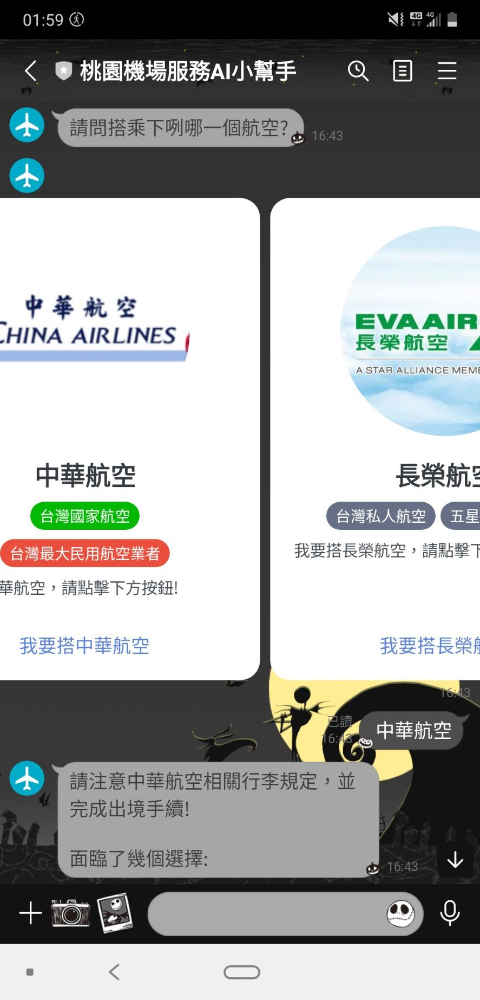 01:59
4G
4G
桃園機場服務AI小幫手
請問搭乘下咧哪一個航空?
16:43
中華航空
CHINA AIRLINES
EVA AIR
長榮航空
A STAR ALLIANCE MEM
中華航空
台灣國家航空
台灣最大民用航空業者
華航空，請點擊下方按鈕!
我要搭中華航空
長榮航空
台灣私人航空
五星
我要搭長榮航空，請點擊下
我要搭長榮航
16:43
已讀
16:43
中華航空
請注意中華航空相關行李規定，並
完成出境手續!
面臨了幾個選擇:
16:43